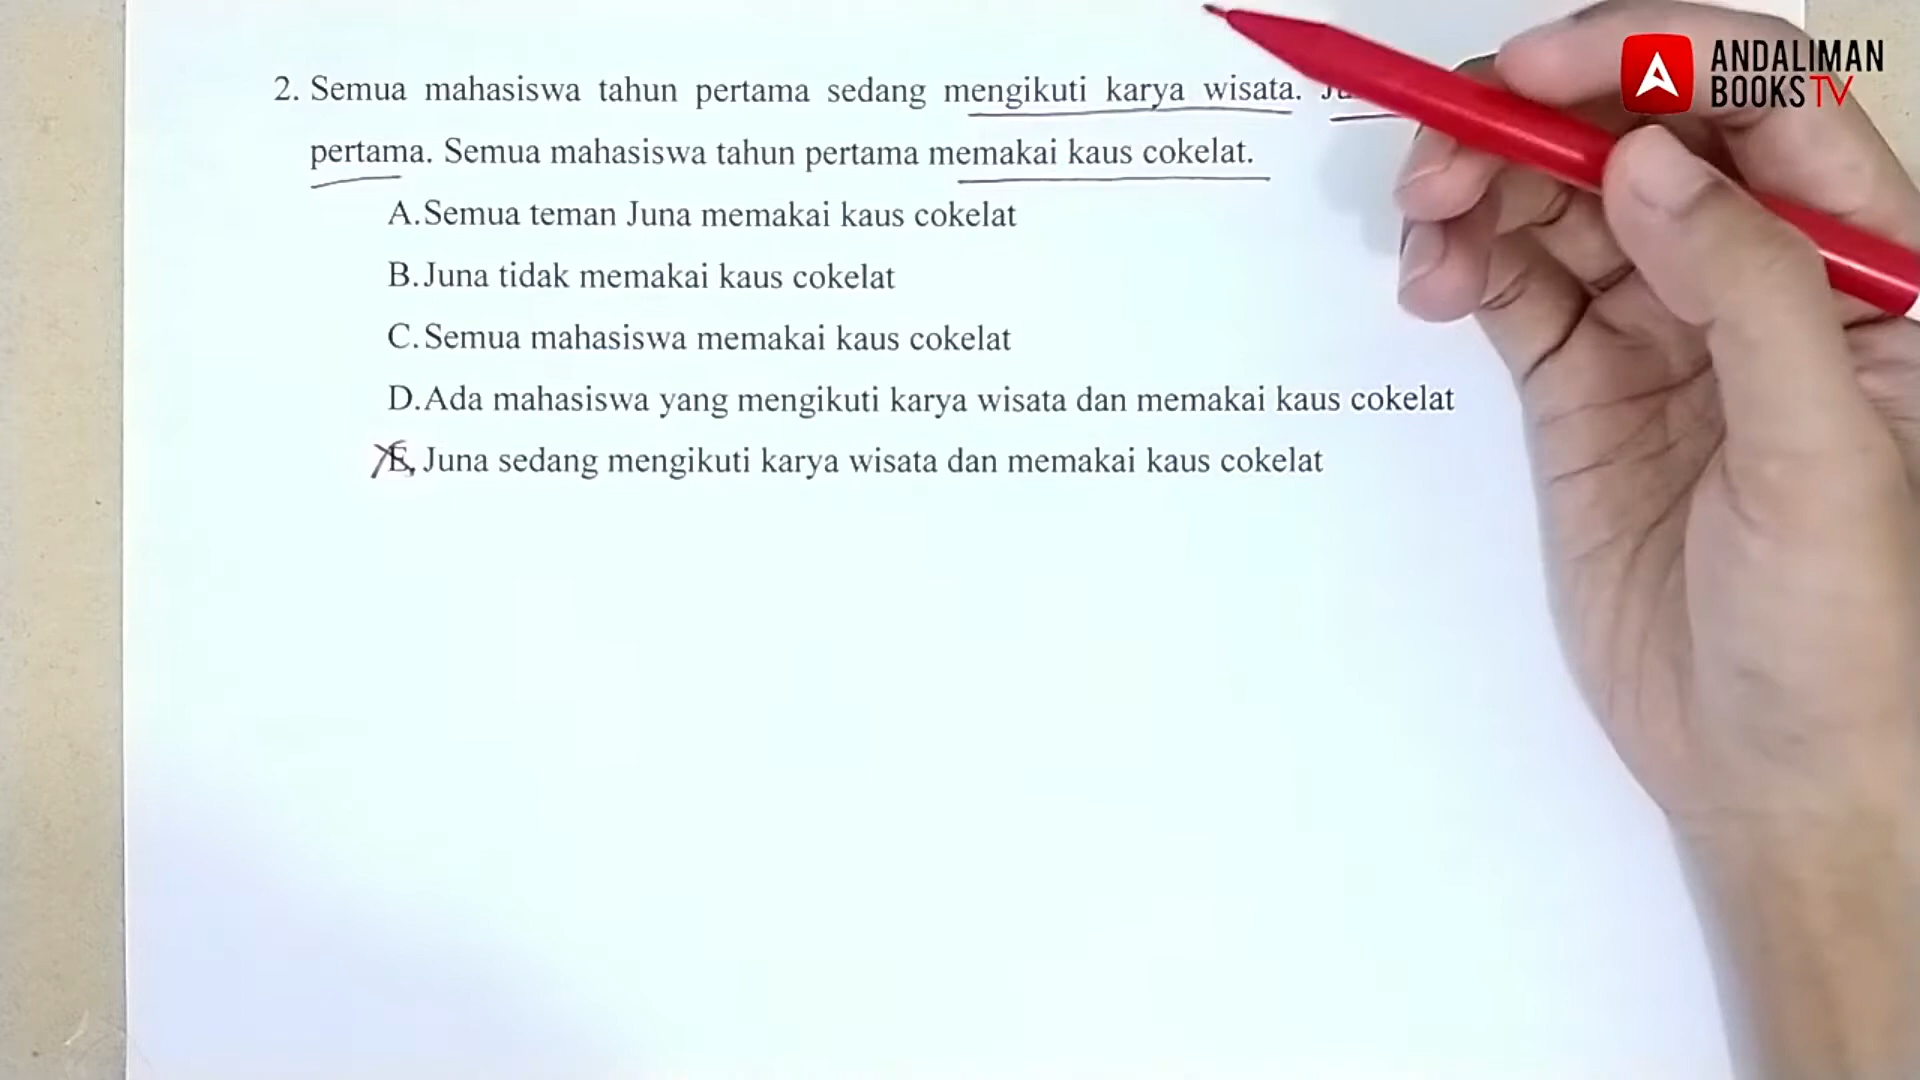 ANDALIMAN
BOOKS TV
2. Semua mahasiswa tahun pertama sedang mengikuti karya wisata.
pertama. Semua mahasiswa tahun pertama memakai kaus cokelat.
A. Semua teman Juna memakai kaus cokelat
B. Juna tidak memakai kaus cokelat
C. Semua mahasiswa memakai kaus cokelat
D. Ada mahasiswa yang mengikuti karya wisata dan memakai kaus cokelat
E. Juna sedang mengikuti karya wisata dan memakai kaus cokelat